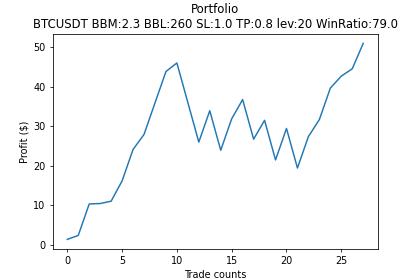 Portfolio
BTCUSDT BBM:2.3 BBL:260 SL:1.0 TP:0.8 lev:20 WinRatio:79.0
50
40
30
20
10
0
Profit ($)
0 5 10 15 20 25
Trade counts